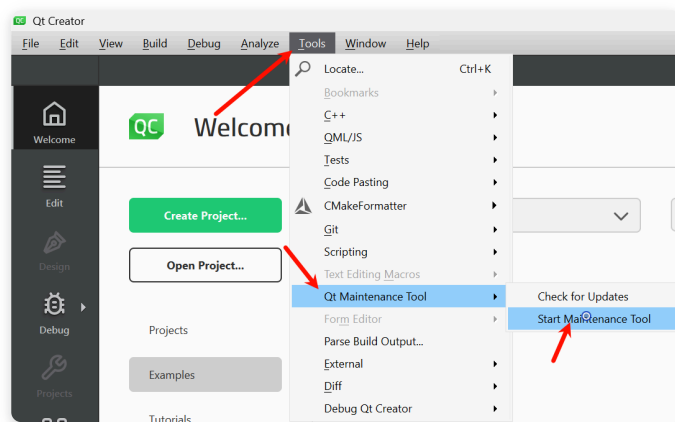 QC Qt Creator
File Edit View Build Debug Analyze Tools Window Help
Locate... Ctrl+K
Bookmarks
C++
QML/JS
Tests
Code Pasting
CMakeFormatter
Git
Scripting
Text Editing Macros
Qt Maintenance Tool
Form Editor
Parse Build Output...
External
Diff
Debug Qt Creator
Check for Updates
Start Maintenance Tool
Welcome
Edit
Design
Debug
Projects
QC Welcome
Create Project...
Open Project...
Projects
Examples
Tutorials